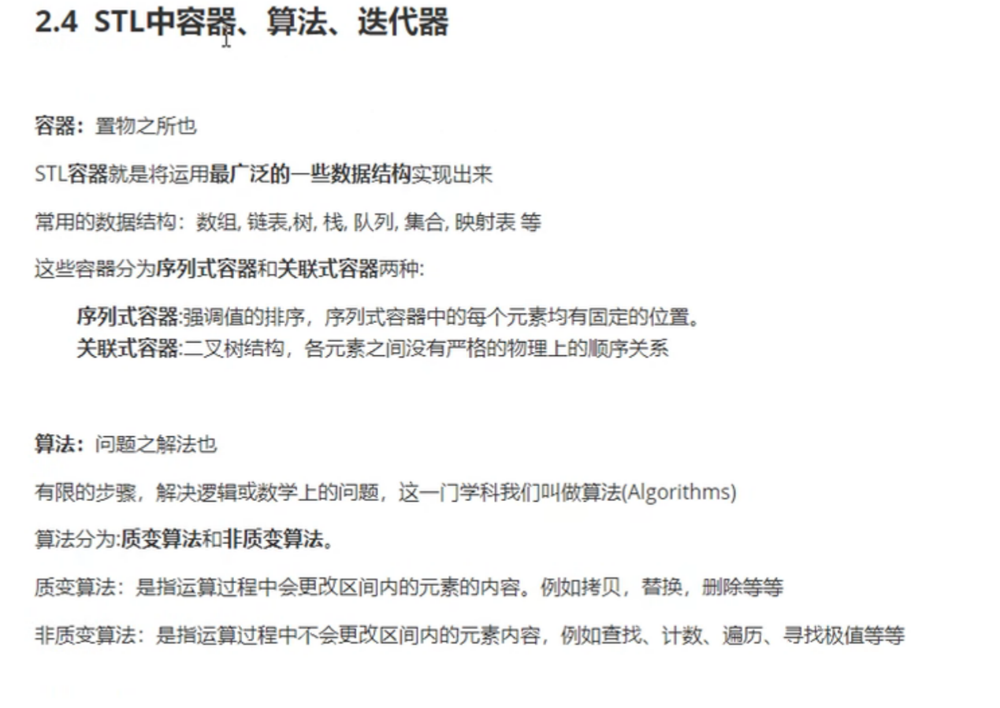 2.4 STL中容器、算法、迭代器
容器：置物之所也
STL容器就是将运用最广泛的一些数据结构实现出来
常用的数据结构：数组, 链表,树, 栈, 队列, 集合, 映射表 等
这些容器分为序列式容器和关联式容器两种:
序列式容器:强调值的排序，序列式容器中的每个元素均有固定的位置。
关联式容器:二叉树结构，各元素之间没有严格的物理上的顺序关系
算法：问题之解法也
有限的步骤，解决逻辑或数学上的问题，这一门学科我们叫做算法(Algorithms)
算法分为:质变算法和非质变算法。
质变算法：是指运算过程中会更改区间内的元素的内容。例如拷贝，替换，删除等等
非质变算法：是指运算过程中不会更改区间内的元素内容，例如查找、计数、遍历、寻找极值等等